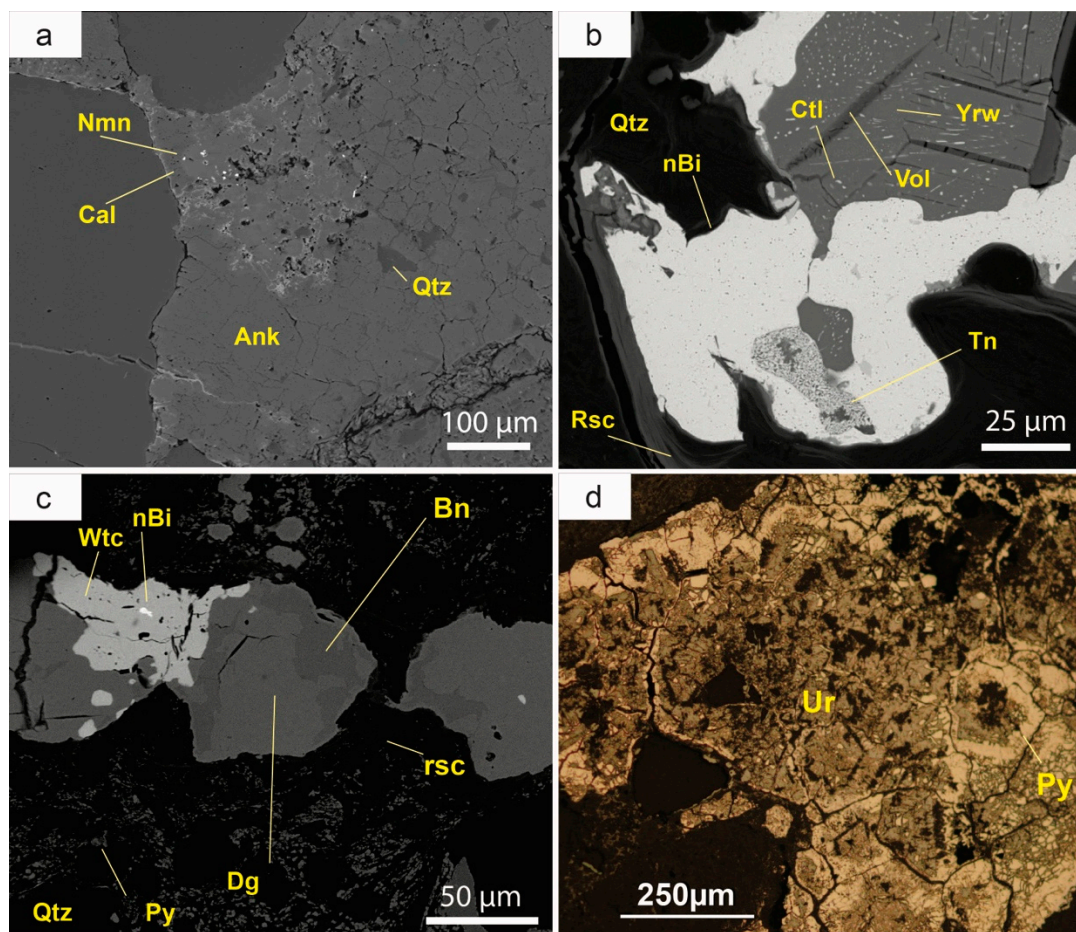 a
Nmn
Cal
Qtz
Ank
100 µm
b
Qtz
Ctl
Yrw
nBi
Vol
Tn
Rsc
25 µm
c
nBi
Wtc
Bn
rsc
Dg
Qtz
Py
50 µm
d
Ur
Py
250µm